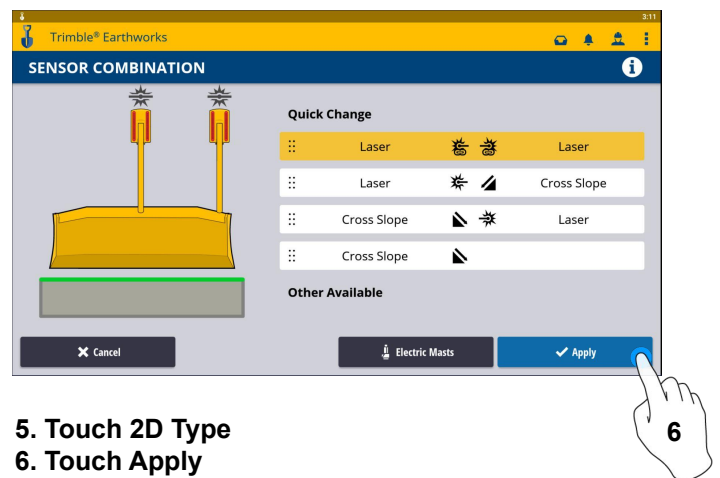 3:11
Trimble® Earthworks
SENSOR COMBINATION
Quick Change
Laser Laser
Laser Cross Slope
Cross Slope Laser
Cross Slope
Other Available
Cancel Electric Masts Apply
6
5. Touch 2D Type
6. Touch Apply